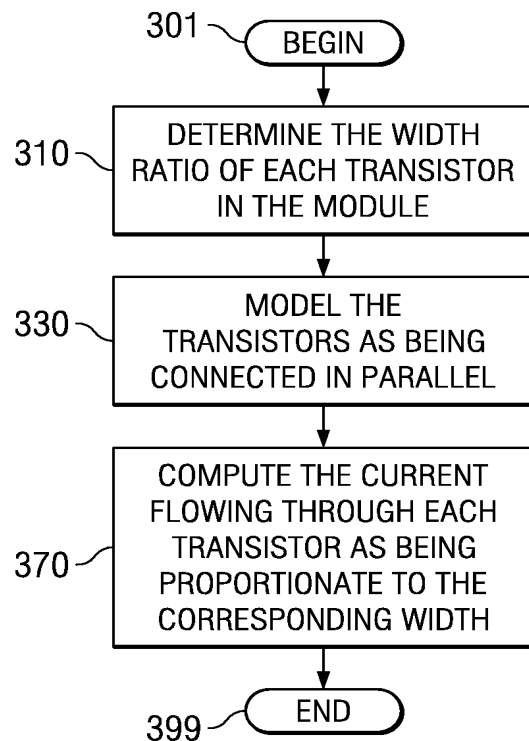 301
BEGIN
310
DETERMINE THE WIDTH
RATIO OF EACH TRANSISTOR
IN THE MODULE
330
MODEL THE
TRANSISTORS AS BEING
CONNECTED IN PARALLEL
370
COMPUTE THE CURRENT
FLOWING THROUGH EACH
TRANSISTOR AS BEING
PROPORTIONATE TO THE
CORRESPONDING WIDTH
399
END